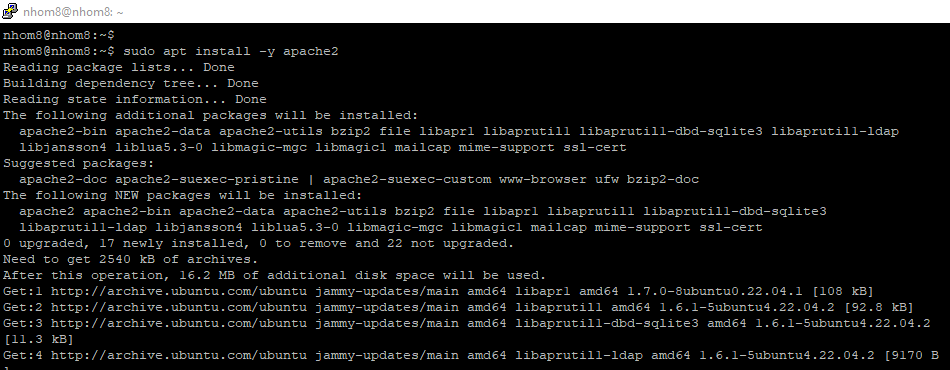 nhom8@nhom8: ~
nhom8@nhom8:~$
nhom8@nhom8:~$ sudo apt install -y apache2
Reading package lists... Done
Building dependency tree... Done
Reading state information... Done
The following additional packages will be installed:
  apache2-bin apache2-data apache2-utils bzip2 file libapr1 libaprutil1 libaprutil1-dbd-sqlite3 libaprutil1-ldap
  libjansson4 liblua5.3-0 libmagic-mgc libmagic1 mailcap mime-support ssl-cert
Suggested packages:
  apache2-doc apache2-suexec-pristine | apache2-suexec-custom www-browser ufw bzip2-doc
The following NEW packages will be installed:
  apache2 apache2-bin apache2-data apache2-utils bzip2 file libapr1 libaprutil1 libaprutil1-dbd-sqlite3
  libaprutil1-ldap libjansson4 liblua5.3-0 libmagic-mgc libmagic1 mailcap mime-support ssl-cert
0 upgraded, 17 newly installed, 0 to remove and 22 not upgraded.
Need to get 2540 kB of archives.
After this operation, 16.2 MB of additional disk space will be used.
Get:1 http://archive.ubuntu.com/ubuntu jammy-updates/main amd64 libapr1 amd64 1.7.0-8ubuntu0.22.04.1 [108 kB]
Get:2 http://archive.ubuntu.com/ubuntu jammy-updates/main amd64 libaprutil1 amd64 1.6.1-5ubuntu4.22.04.2 [92.8 kB]
Get:3 http://archive.ubuntu.com/ubuntu jammy-updates/main amd64 libaprutil1-dbd-sqlite3 amd64 1.6.1-5ubuntu4.22.04.2
[11.3 kB]
Get:4 http://archive.ubuntu.com/ubuntu jammy-updates/main amd64 libaprutil1-ldap amd64 1.6.1-5ubuntu4.22.04.2 [9170 B
]